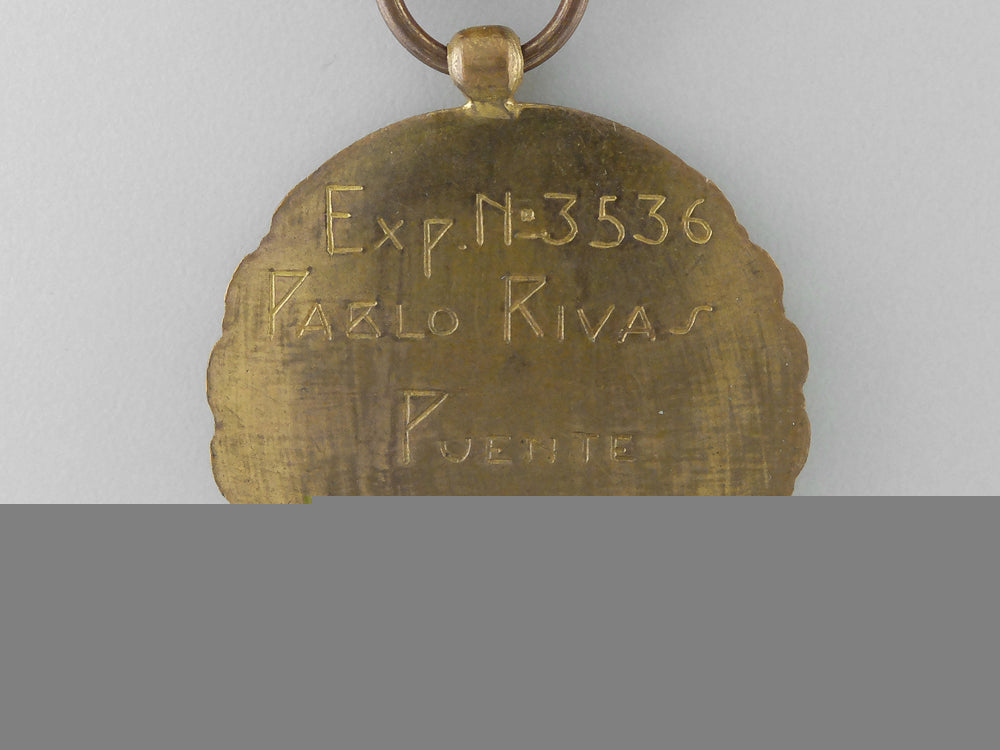 Exp. Nº 3536
PABLO RIVAS
PUENTE